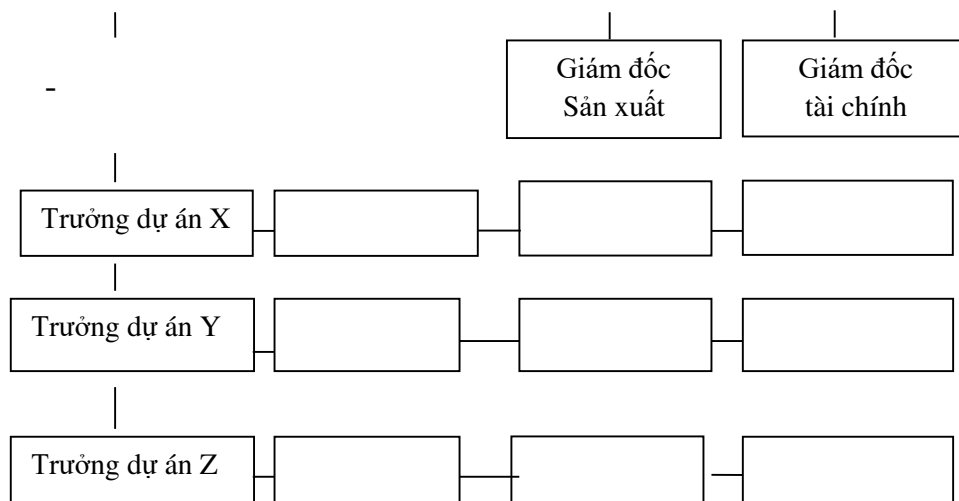 Giám đốc
Sản xuất
Giám đốc
tài chính
-
Trưởng dự án X
Trưởng dự án Y
Trưởng dự án Z